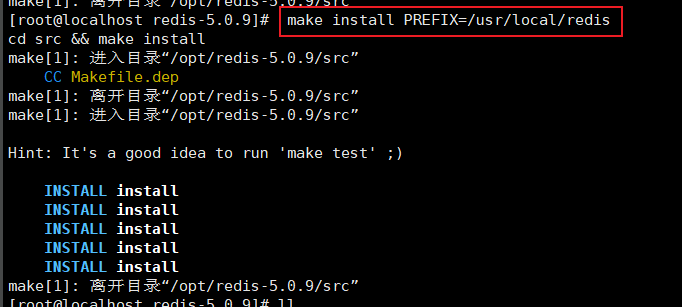 make[1]: 离开目录“/opt/redis-5.0.9/src”
[root@localhost redis-5.0.9]# make install PREFIX=/usr/local/redis
cd src && make install
make[1]: 进入目录“/opt/redis-5.0.9/src”
    CC Makefile.dep
make[1]: 离开目录“/opt/redis-5.0.9/src”
make[1]: 进入目录“/opt/redis-5.0.9/src”
Hint: It's a good idea to run 'make test' ;)
    INSTALL install
    INSTALL install
    INSTALL install
    INSTALL install
    INSTALL install
make[1]: 离开目录“/opt/redis-5.0.9/src”
[root@localhost redis-5.0.9]# ll